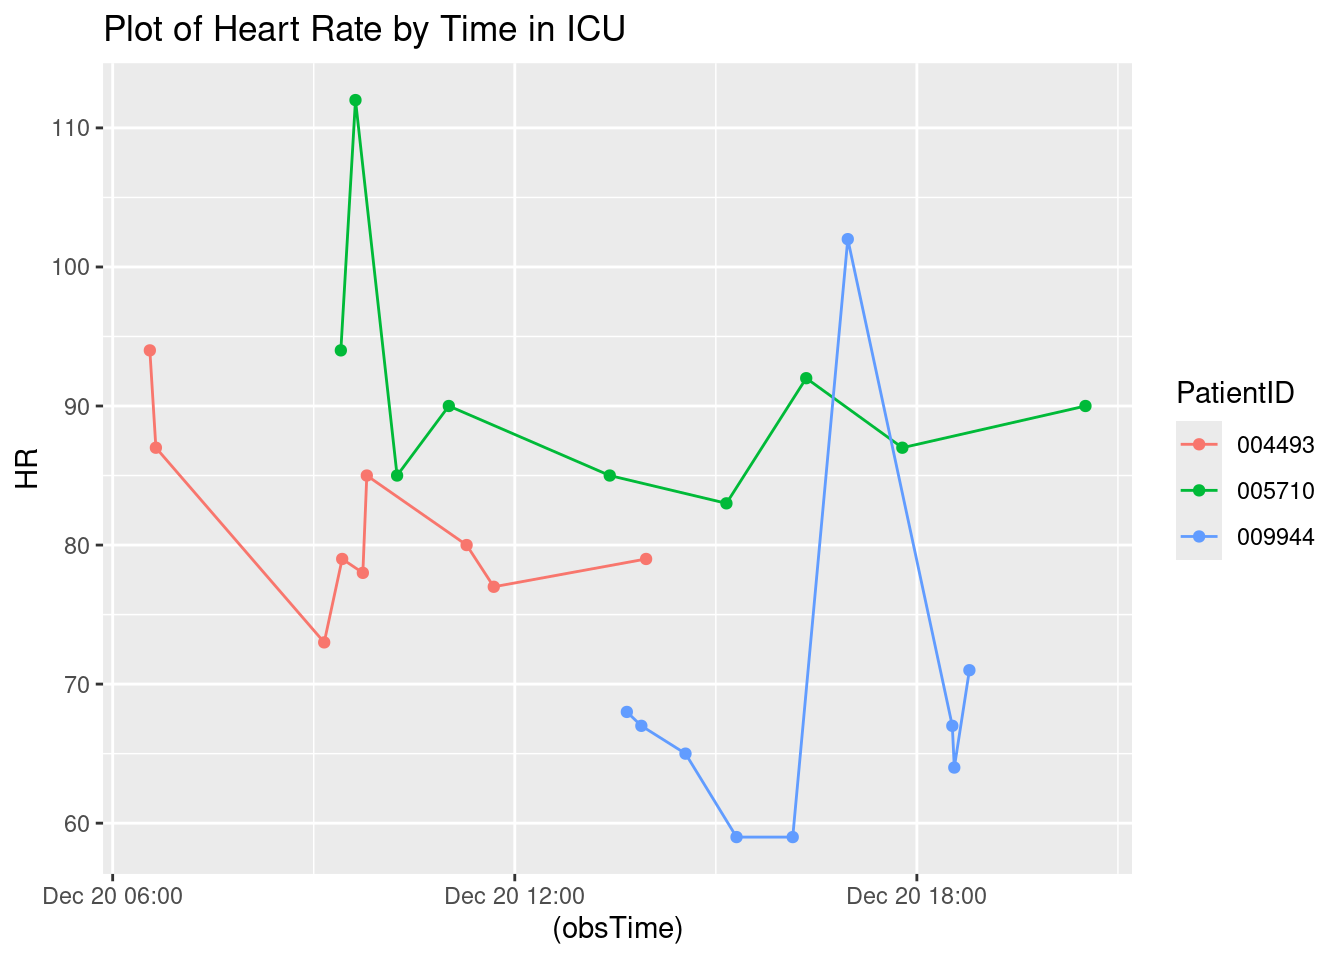 Plot of Heart Rate by Time in ICU
110
100
90
80
70
60
HR
Dec 20 06:00
Dec 20 12:00
Dec 20 18:00
(obsTime)
PatientID
004493
005710
009944